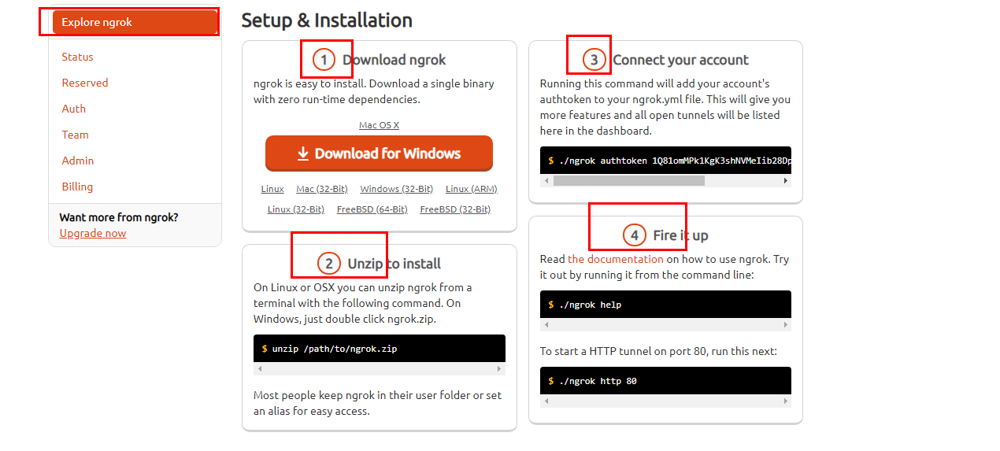 Explore ngrok
Status
Reserved
Auth
Team
Admin
Billing
Want more from ngrok?
Upgrade now
Setup & Installation
1 Download ngrok
ngrok is easy to install. Download a single binary
with zero run-time dependencies.
Mac OS X
Download for Windows
Linux Mac (32-Bit) Windows (32-Bit) Linux (ARM)
Linux (32-Bit) FreeBSD (64-Bit) FreeBSD (32-Bit)
2 Unzip to install
On Linux or OSX you can unzip ngrok from a
terminal with the following command. On
Windows, just double click ngrok.zip.
$ unzip /path/to/ngrok.zip
Most people keep ngrok in their user folder or set
an alias for easy access.
3 Connect your account
Running this command will add your account's
authtoken to your ngrok.yml file. This will give you
more features and all open tunnels will be listed
here in the dashboard.
$ ./ngrok authtoken 1Q81omMPk1KgK3shNVMeIib28Dp
4 Fire it up
Read the documentation on how to use ngrok. Try
it out by running it from the command line:
$ ./ngrok help
To start a HTTP tunnel on port 80, run this next:
$ ./ngrok http 80